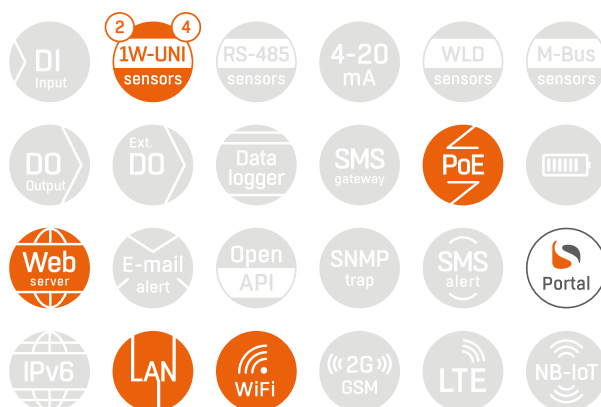 2 4
DI
Input
1W-UNI
sensors
RS-485
sensors
4-20
mA
WLD
sensors
M-Bus
sensors
DO
Output
Ext.
DO
Data
logger
SMS
gateway
PoE
Web
server
E-mail
alert
Open
API
SNMP
trap
SMS
alert
Portal
IPv6
LAN
WiFi
2G
GSM
LTE
NB-IoT